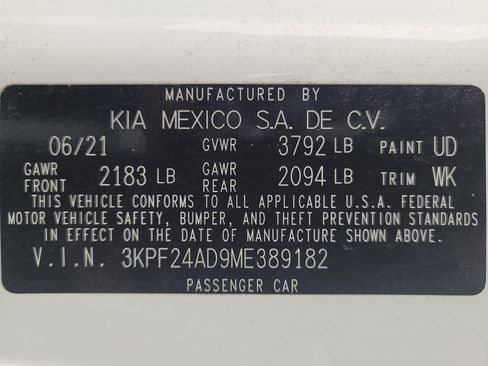 MANUFACTURED BY
KIA MEXICO S.A. DE C.V.
06/21 GVWR 3792 LB PAINT UD
GAWR FRONT 2183 LB GAWR REAR 2094 LB TRIM WK
THIS VEHICLE CONFORMS TO ALL APPLICABLE U.S.A. FEDERAL
MOTOR VEHICLE SAFETY, BUMPER, AND THEFT PREVENTION STANDARDS
IN EFFECT ON THE DATE OF MANUFACTURE SHOWN ABOVE.
V.I.N. 3KPF24AD9ME389182
PASSENGER CAR